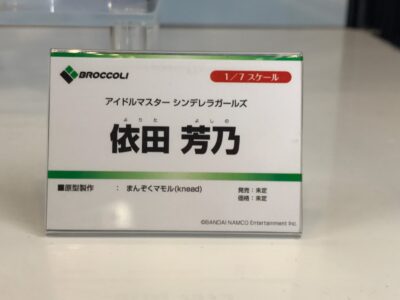 BROCCOLI
1/7 スケール
アイドルマスター シンデレラガールズ
よりた よしの
依田 芳乃
■原型製作 : まんぞくマモル(knead)
発売:未定
価格:未定
©BANDAI NAMCO Entertainment Inc.